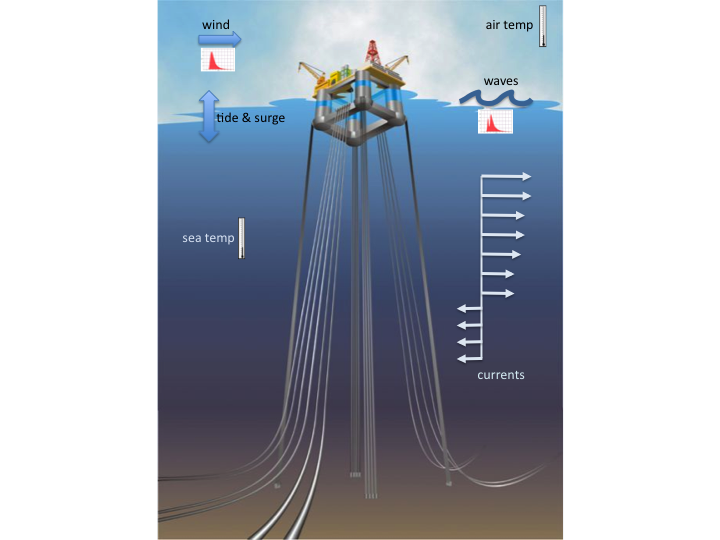 wind
air temp
waves
tide & surge
sea temp
currents